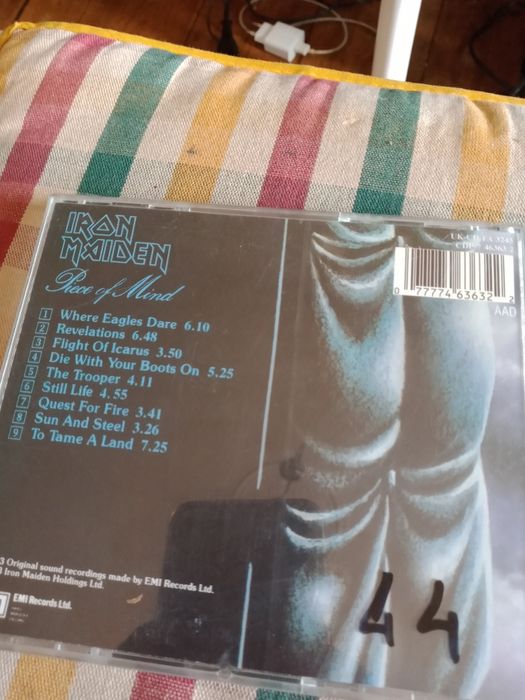 IRON
MAIDEN
Piece of Mind
1 Where Eagles Dare 6.10
2 Revelations 6.48
3 Flight Of Icarus 3.50
4 Die With Your Boots On 5.25
5 The Trooper 4.11
6 Still Life 4.55
7 Quest For Fire 3.41
8 Sun And Steel 3.26
9 To Tame A Land 7.25
0 77774 63632 2
AAD
3 Original sound recordings made by EMI Records Ltd.
Iron Maiden Holdings Ltd.
EMI Records Ltd.
44